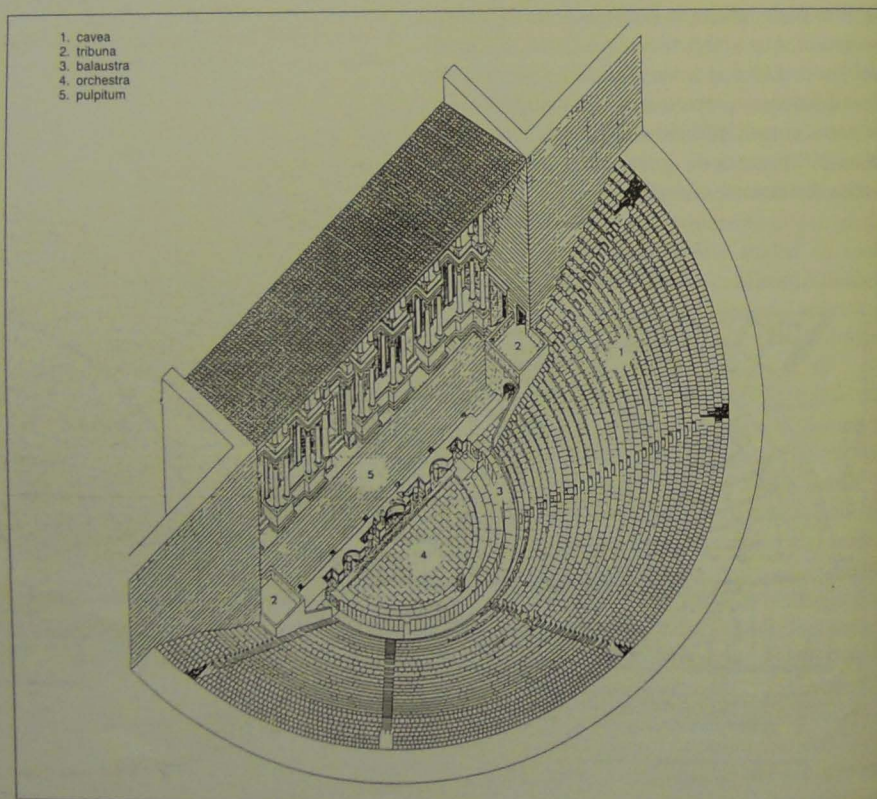 1. cavea
2. tribuna
3. balaustra
4. orchestra
5. pulpitum
2
1
5
3
4
2